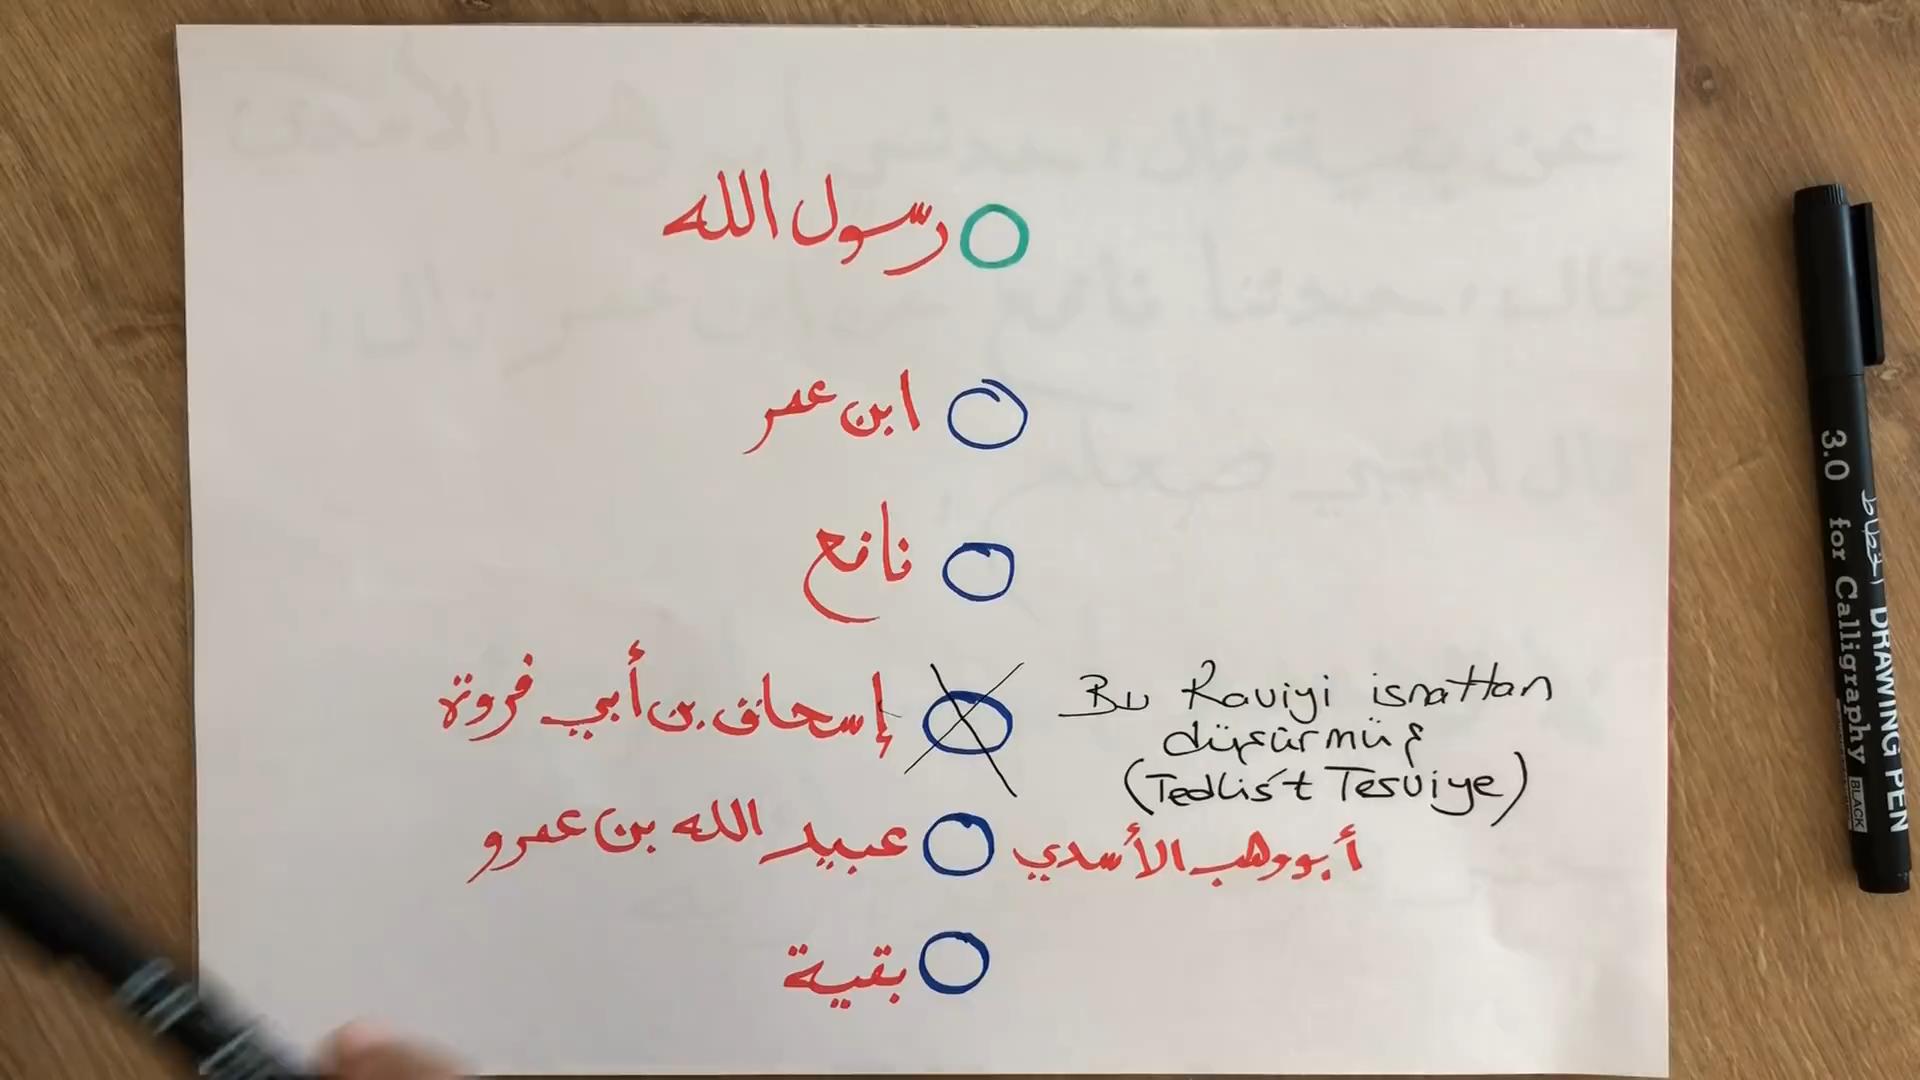 رسول الله
ابن عمر
نافع
إسحاق بن أبي فروة
Bu Raviyi isnattan
düşürmüş
(Tedlis't Tesviye)
أبو وهب الأسدي
عبيد الله بن عمرو
بقية
3.0 for Calligraphy
DRAWING PEN
BLACK